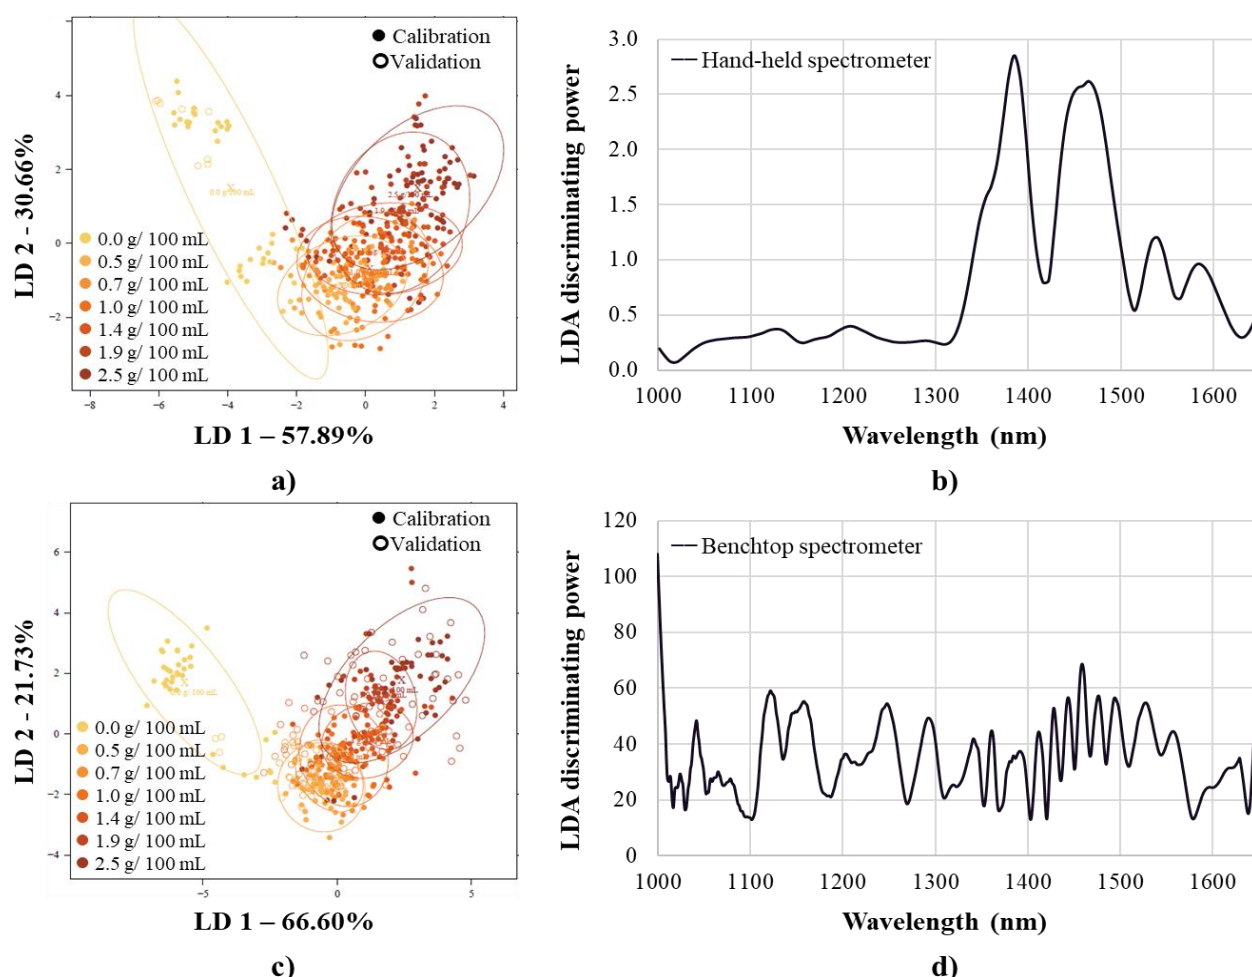 Calibration
Validation
4
2
0
−2
LD 2 - 30.66%
0.0 g/100 mL
0.0 g/ 100 mL
0.5 g/ 100 mL
0.7 g/ 100 mL
1.0 g/ 100 mL
1.4 g/ 100 mL
1.9 g/ 100 mL
2.5 g/ 100 mL
−8 −6 −4 −2 0 2 4
LD 1 – 57.89%
a)
3.0
2.5
2.0
1.5
1.0
0.5
0.0
LDA discriminating power
Hand-held spectrometer
1000 1100 1200 1300 1400 1500 1600
Wavelength (nm)
b)
Calibration
Validation
6
4
2
0
−2
−4
LD 2 - 21.73%
0.0 g/ 100 mL
0.5 g/ 100 mL
0.7 g/ 100 mL
1.0 g/ 100 mL
1.4 g/ 100 mL
1.9 g/ 100 mL
2.5 g/ 100 mL
−5 0 5
LD 1 – 66.60%
c)
120
100
80
60
40
20
0
LDA discriminating power
Benchtop spectrometer
1000 1100 1200 1300 1400 1500 1600
Wavelength (nm)
d)